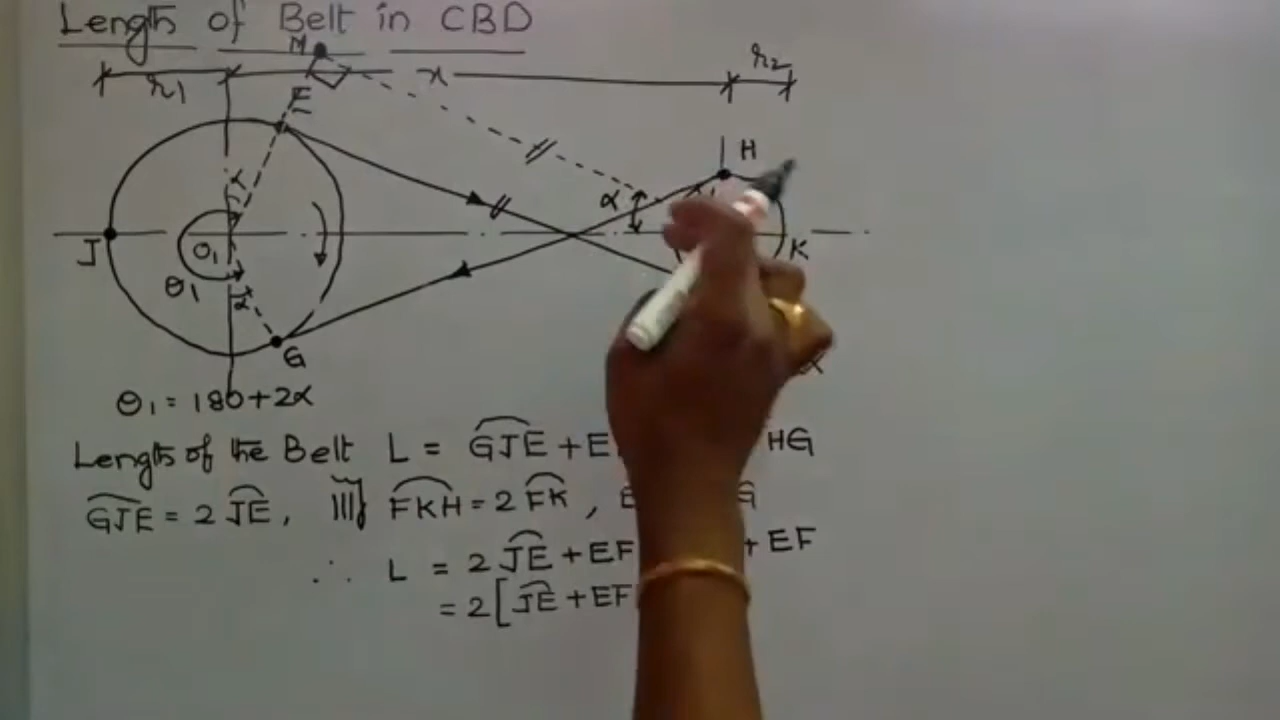 Length of Belt in CBD
M
r1 x r2
E
H
α
α
J
O1
K
θ1
α
G
θ1 = 180+2α
α
Length of the Belt L = GJE + E HG
GJE = 2 JE, |||ly FKH = 2 FK, E G
∴ L = 2 JE + EF + EF
= 2[JE + EF